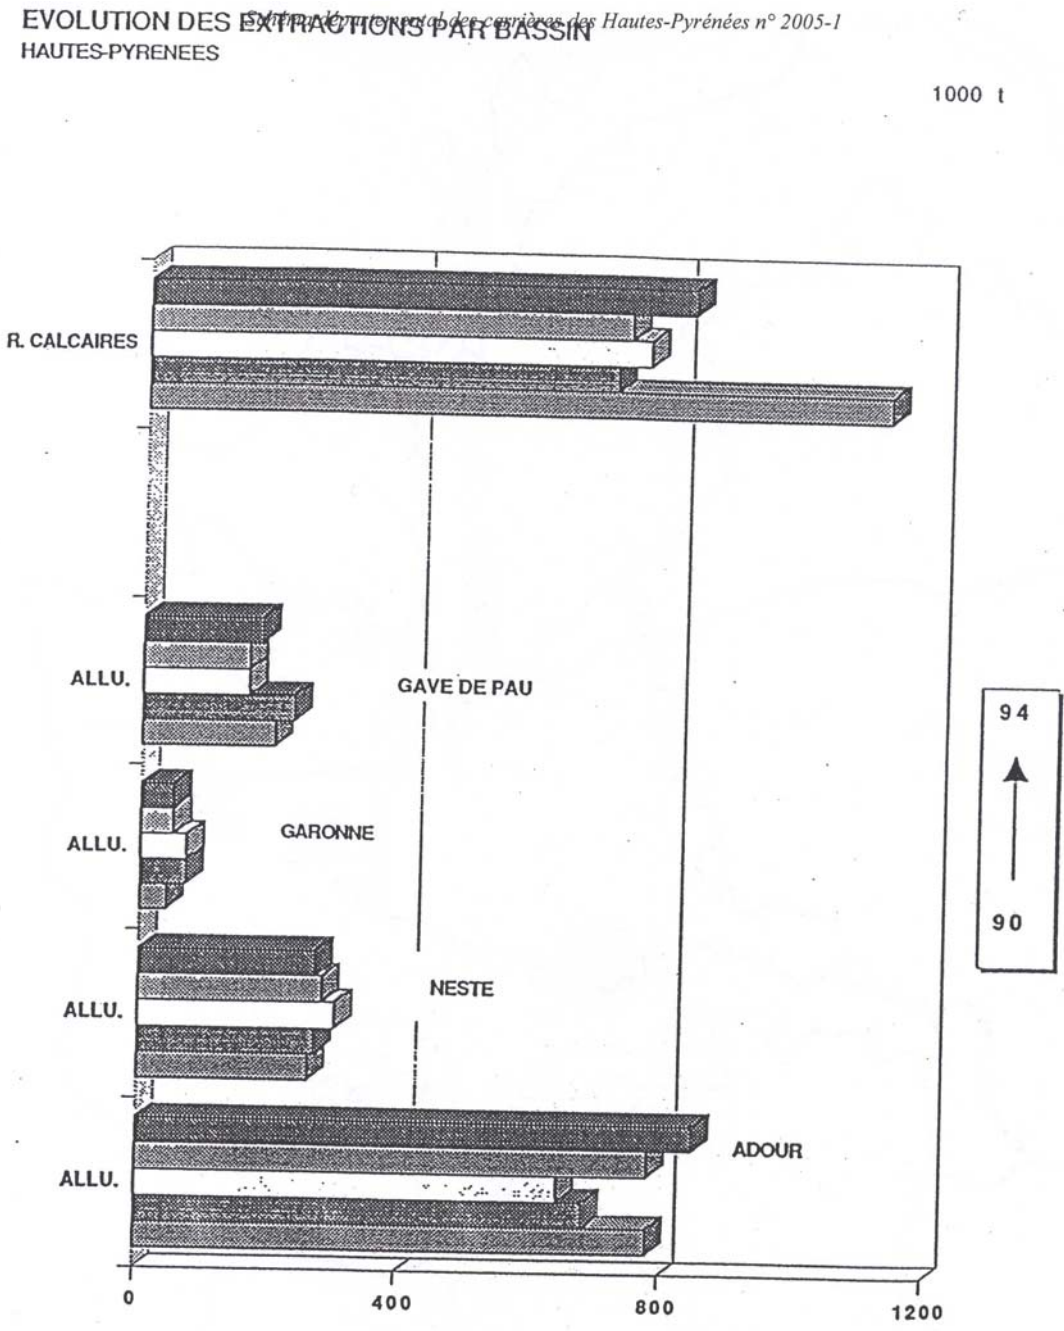 EVOLUTION DES EXTRACTIONS PAR BASSIN
Schéma départemental des carrières des Hautes-Pyrénées n° 2005-1
HAUTES-PYRENEES
1000 t
R. CALCAIRES
ALLU.
GAVE DE PAU
94
ALLU.
GARONNE
90
ALLU.
NESTE
ALLU.
ADOUR
0
400
800
1200